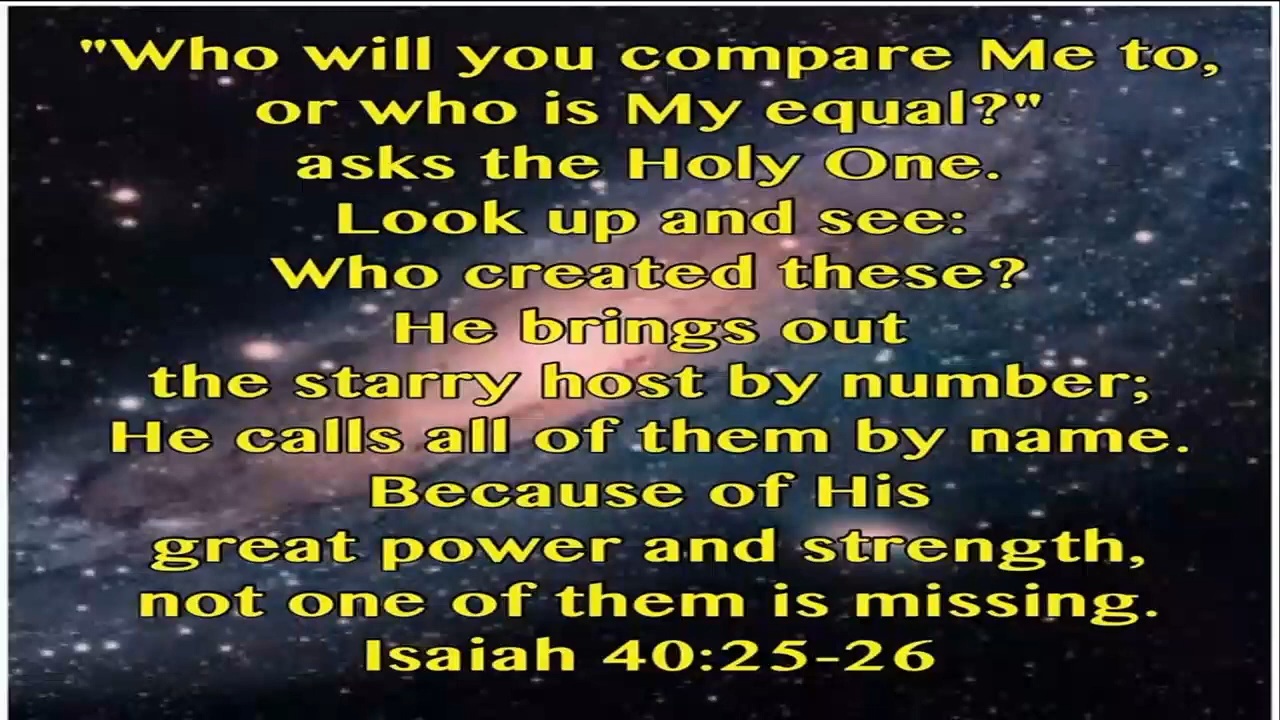 "Who will you compare Me to,
or who is My equal?"
asks the Holy One.
Look up and see:
Who created these?
He brings out
the starry host by number;
He calls all of them by name.
Because of His
great power and strength,
not one of them is missing.
Isaiah 40:25-26